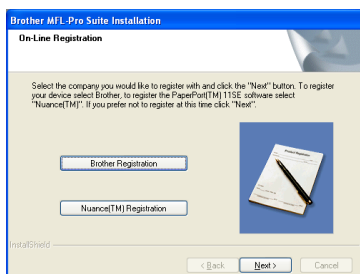 Brother MFL-Pro Suite Installation
On-Line Registration
Select the company you would like to register with and click the "Next" button. To register
your device select Brother, to register the PaperPort(TM) 11SE software select
"Nuance(TM)". If you prefer not to register at this time click "Next".
Brother Registration
Nuance(TM) Registration
InstallShield
< Back
Next >
Cancel